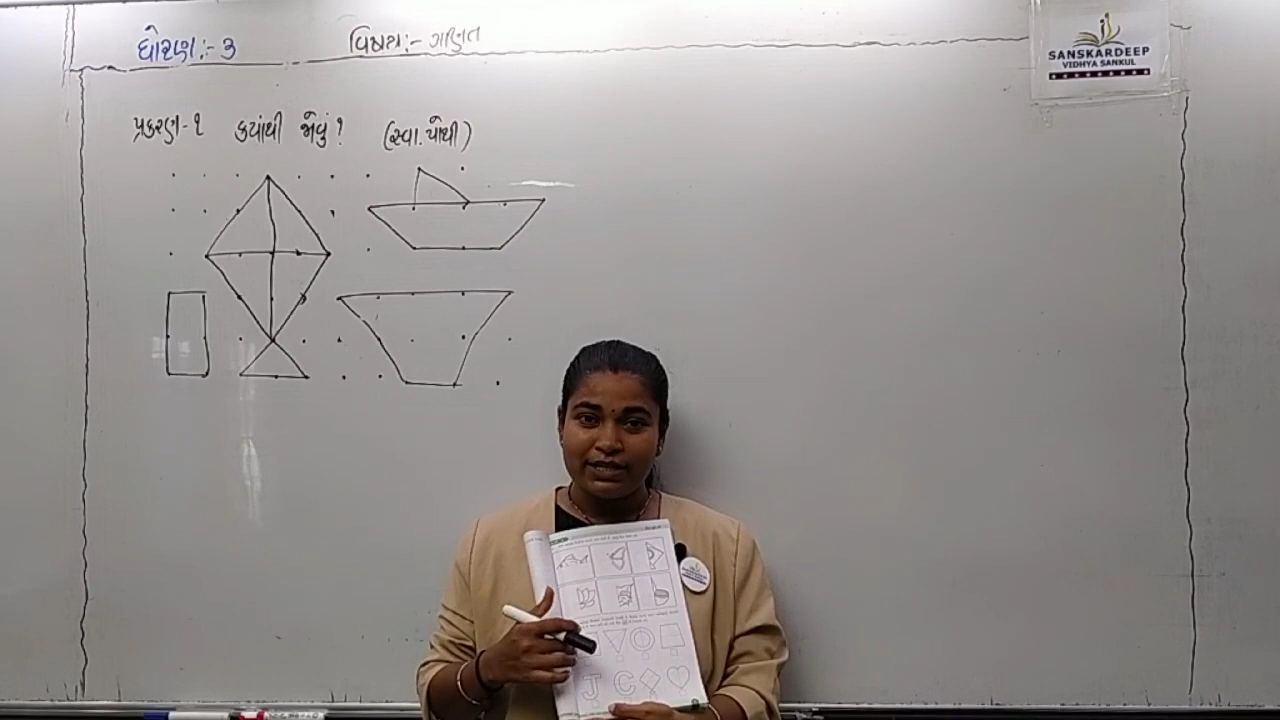 ધોરણ:- ૩ વિષય:- ગણિત
SANSKARDEEP
VIDHYA SANKUL
પ્રકરણ-૧ ક્યાંથી જોવું? (સ્વા. પોથી)
J C